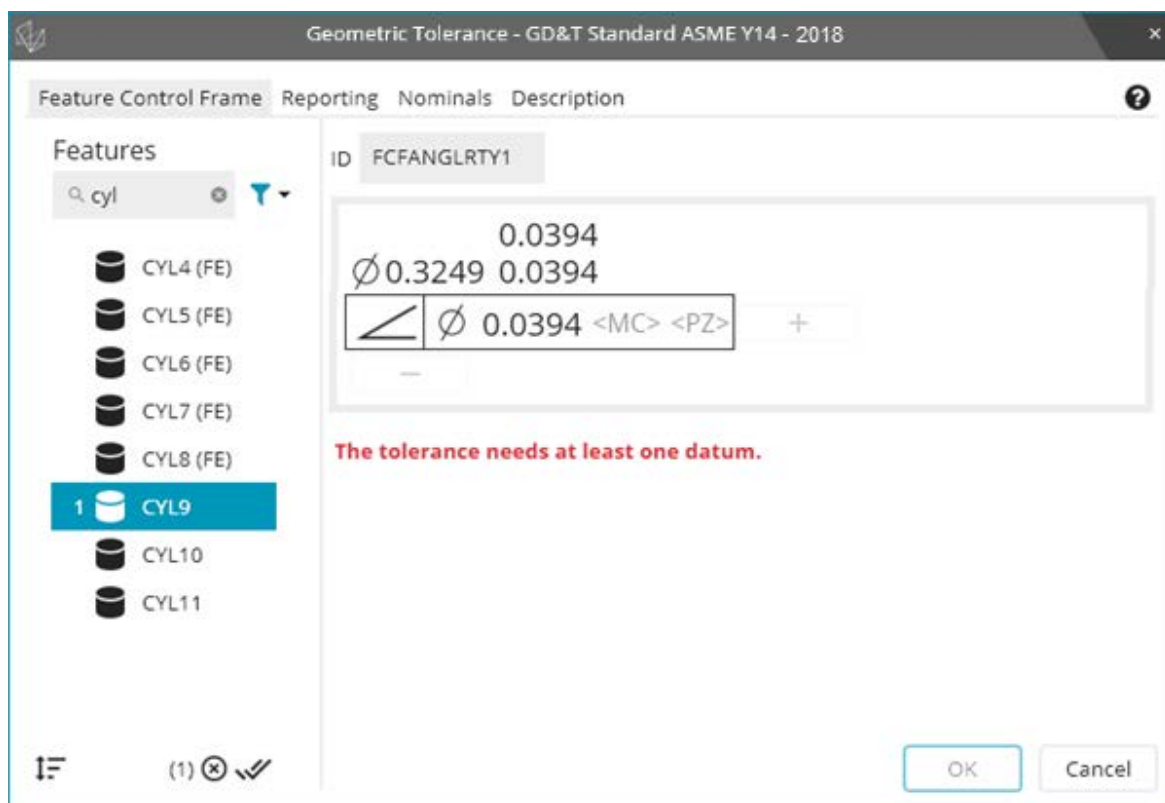 Geometric Tolerance - GD&T Standard ASME Y14 - 2018
Feature Control Frame Reporting Nominals Description
Features
cyl
CYL4 (FE)
CYL5 (FE)
CYL6 (FE)
CYL7 (FE)
CYL8 (FE)
1 CYL9
CYL10
CYL11
(1)
ID FCFANGLRTY1
0.0394
∅0.3249 0.0394
∠ ∅ 0.0394 <MC> <PZ> +
−
The tolerance needs at least one datum.
OK Cancel